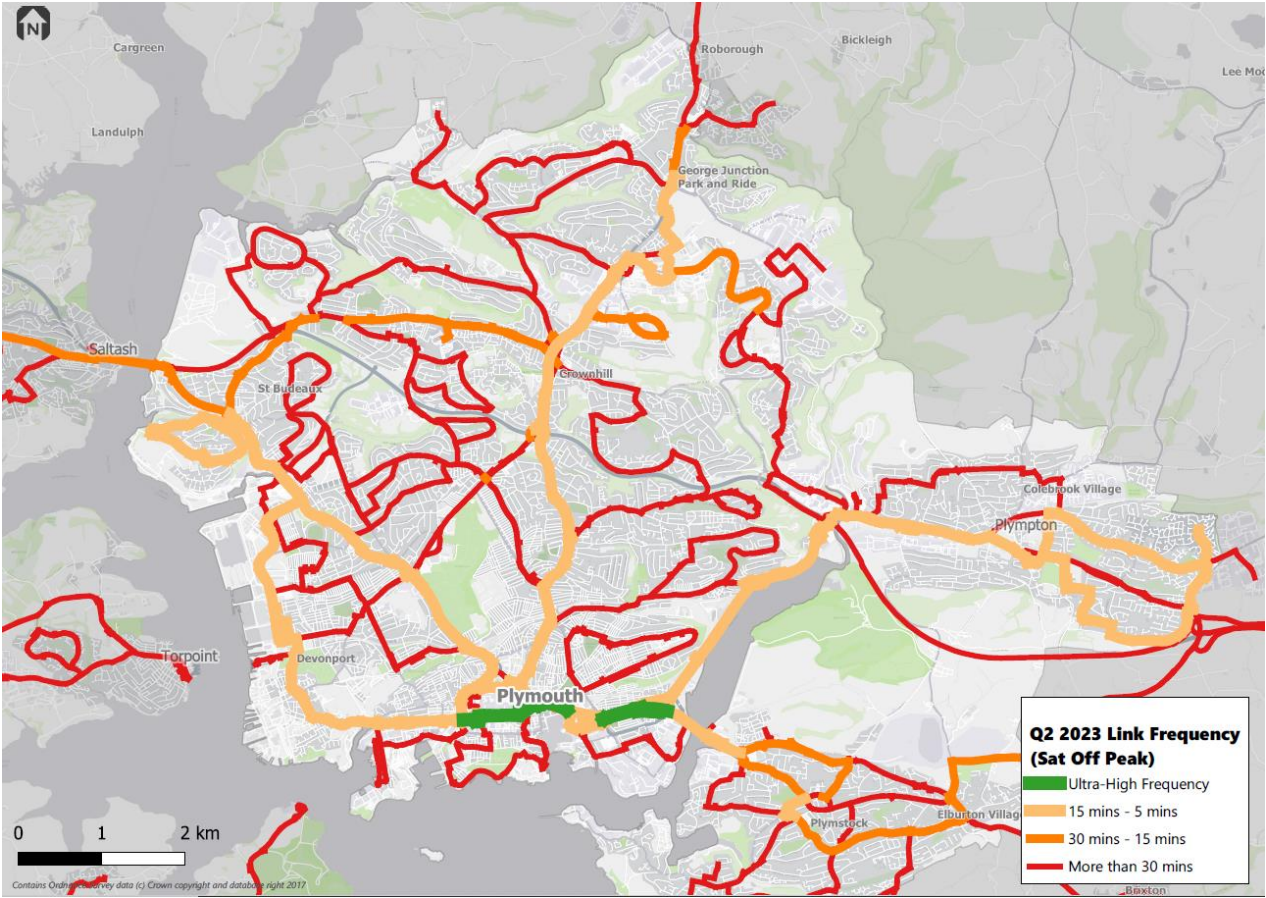 N
Cargreen
Roborough
Bickleigh
Landulph
George Junction
Park and Ride
Saltash
Crownhill
St Budeaux
Colebrook Village
Plympton
Torpoint
Devonport
Plymouth
Plymstock
Elburton Village
Brixton
Q2 2023 Link Frequency
(Sat Off Peak)
Ultra-High Frequency
15 mins - 5 mins
30 mins - 15 mins
More than 30 mins
0 1 2 km
Contains Ordnance Survey data (c) Crown copyright and database right 2017